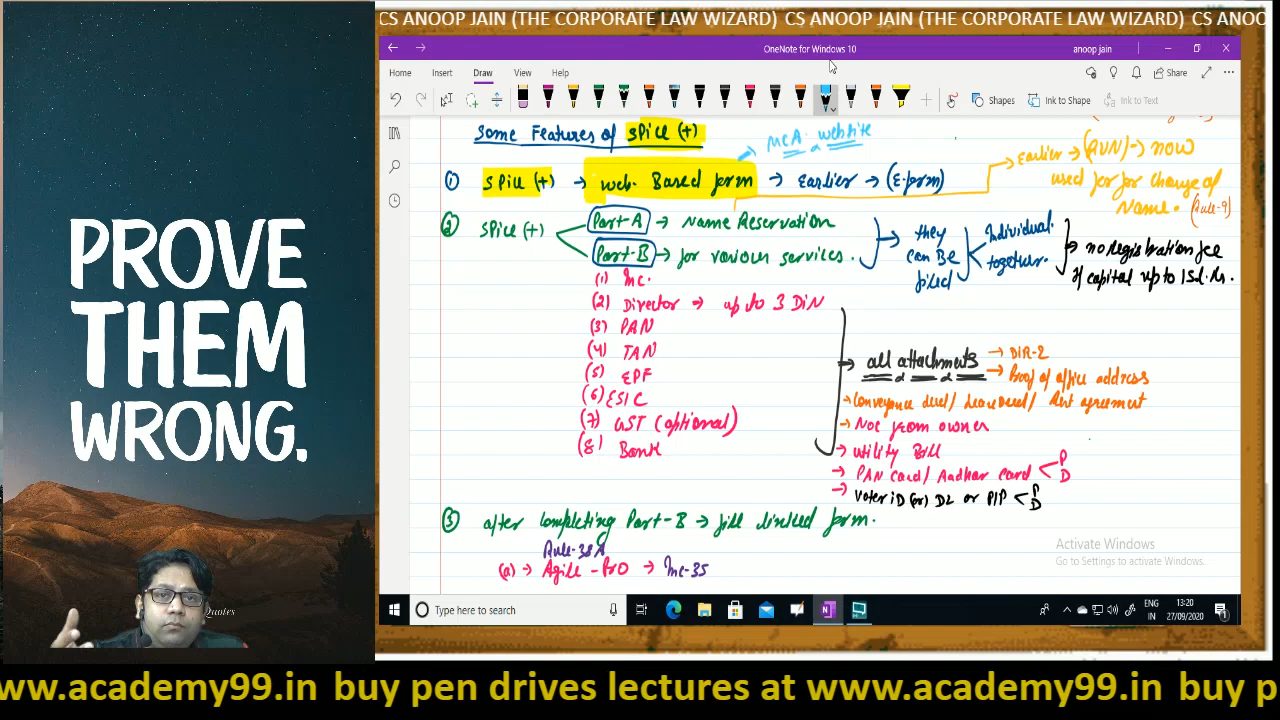 CS ANOOP JAIN (THE CORPORATE LAW WIZARD) CS ANOOP JAIN (THE CORPORATE LAW WIZARD) CS ANOO
OneNote for Windows 10
anoop jain
Home Insert Draw View Help
Share
Shapes Ink to Shape Ink to Text
PROVE
THEM
WRONG.
Quotes
Some Features of SPice (+)
MCA website
① SPice (+) → web-Based form → Earlier → (E-form)
Earlier → (RUN) → now
used for for change of
Name. (Rule-9)
② SPice (+)
Part-A → Name Reservation
Part-B → for various services.
they
can Be
filed
Individual.
together.
→ no Registration fee
if capital up to 15L.Rs.
(1) Inc.
(2) Director → up to 3 DIN
(3) PAN
(4) TAN
(5) EPF
(6) ESIC
(7) GST (optional)
(8) Bank
→ all attachments
→ DIR-2
→ Proof of office address
→ Conveyance deed/ Lease deed/ Rent agreement
→ Noc from owner
→ utility Bill
→ PAN card/ Aadhar card < P
D
→ Voter iD (or) DL or P/P < P
D
③ after completing Part-B → fill linked form.
Rule-38A
(a) → Agile-PrO → Inc-35
Activate Windows
Go to Settings to activate Windows.
Type here to search
ENG
IN
13:20
27/09/2020
ww.academy99.in buy pen drives lectures at www.academy99.in buy p